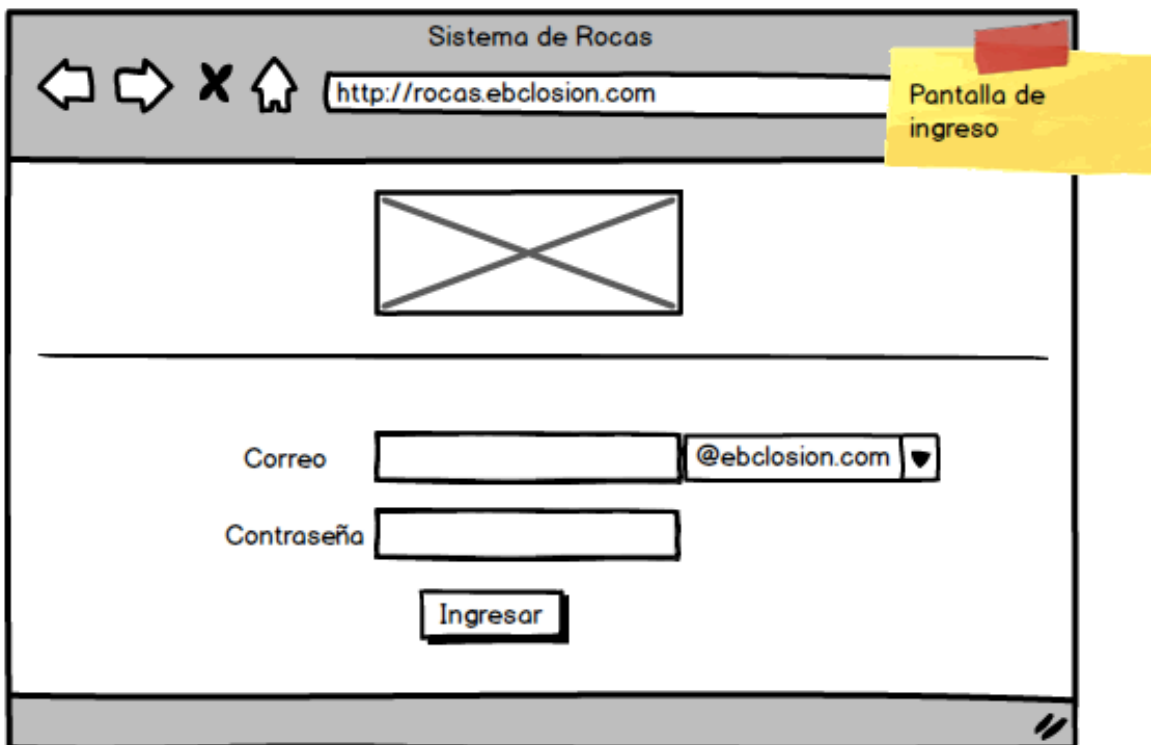 Sistema de Rocas
http://rocas.ebclosion.com
Pantalla de
ingreso
Correo
@ebclosion.com
Contraseña
Ingresar